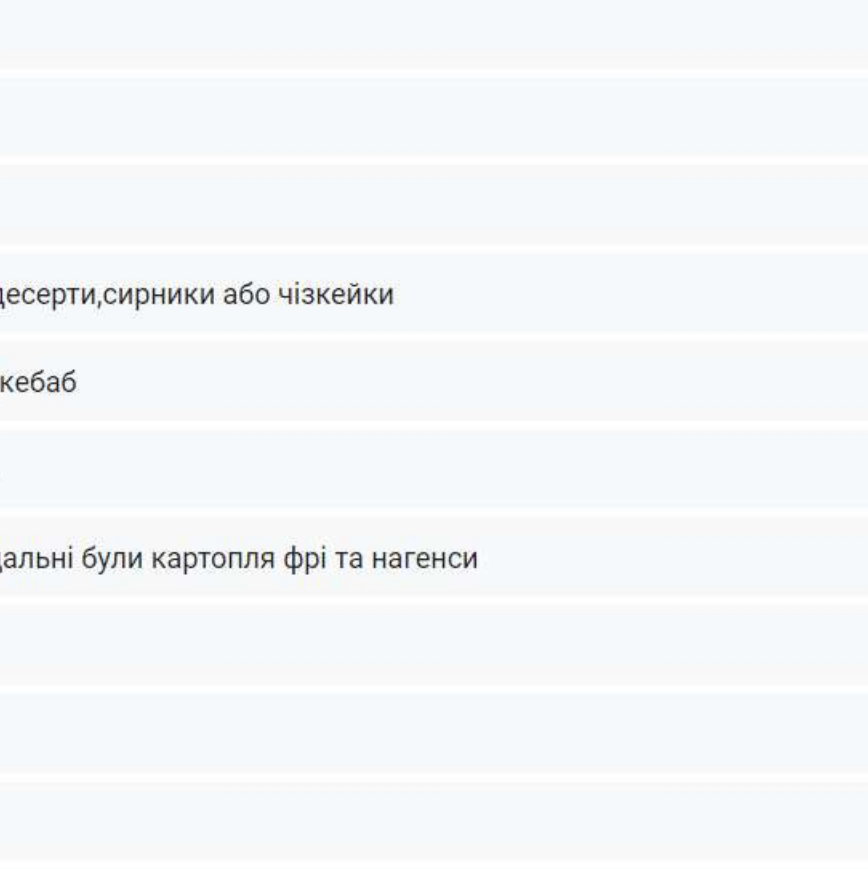 десерти,сирники або чізкейки
кебаб
дальні були картопля фрі та нагенси